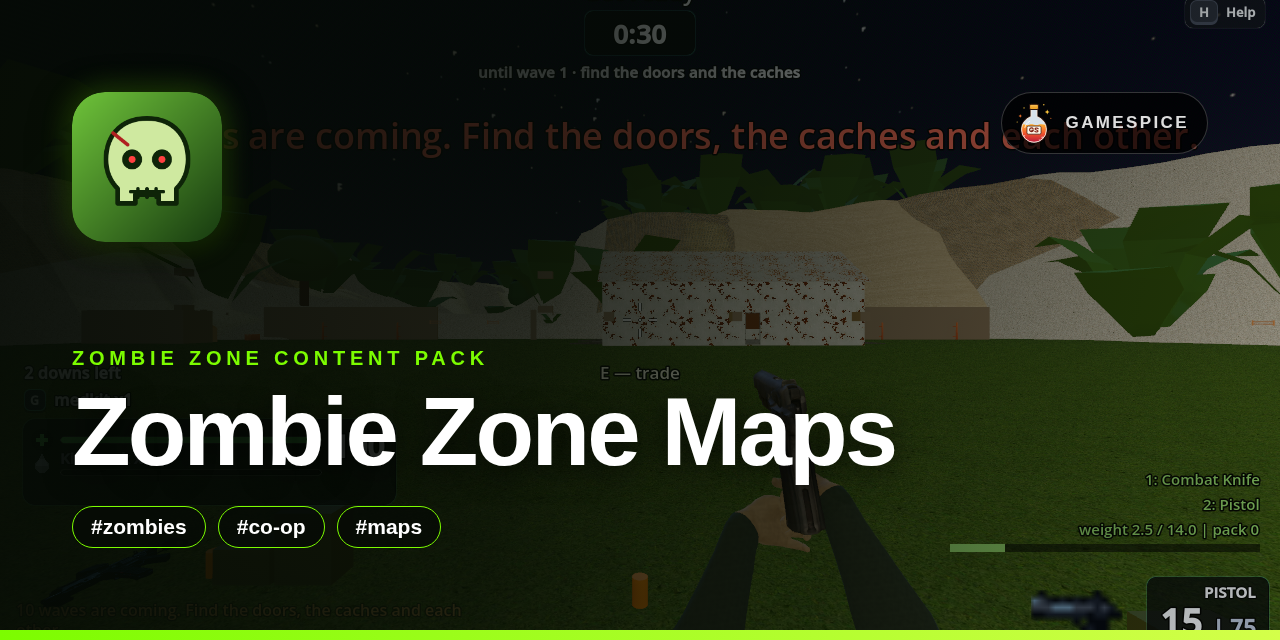 H Help
0:30
until wave 1 · find the doors and the caches
s are coming. Find the doors, the caches and each other.
GS
GAMESPICE
ZOMBIE ZONE CONTENT PACK
2 downs left
E — trade
G
Zombie Zone Maps
1: Combat Knife
2: Pistol
weight 2.5 / 14.0 | pack 0
#zombies #co-op #maps
10 waves are coming. Find the doors, the caches and each
PISTOL
15 | 75